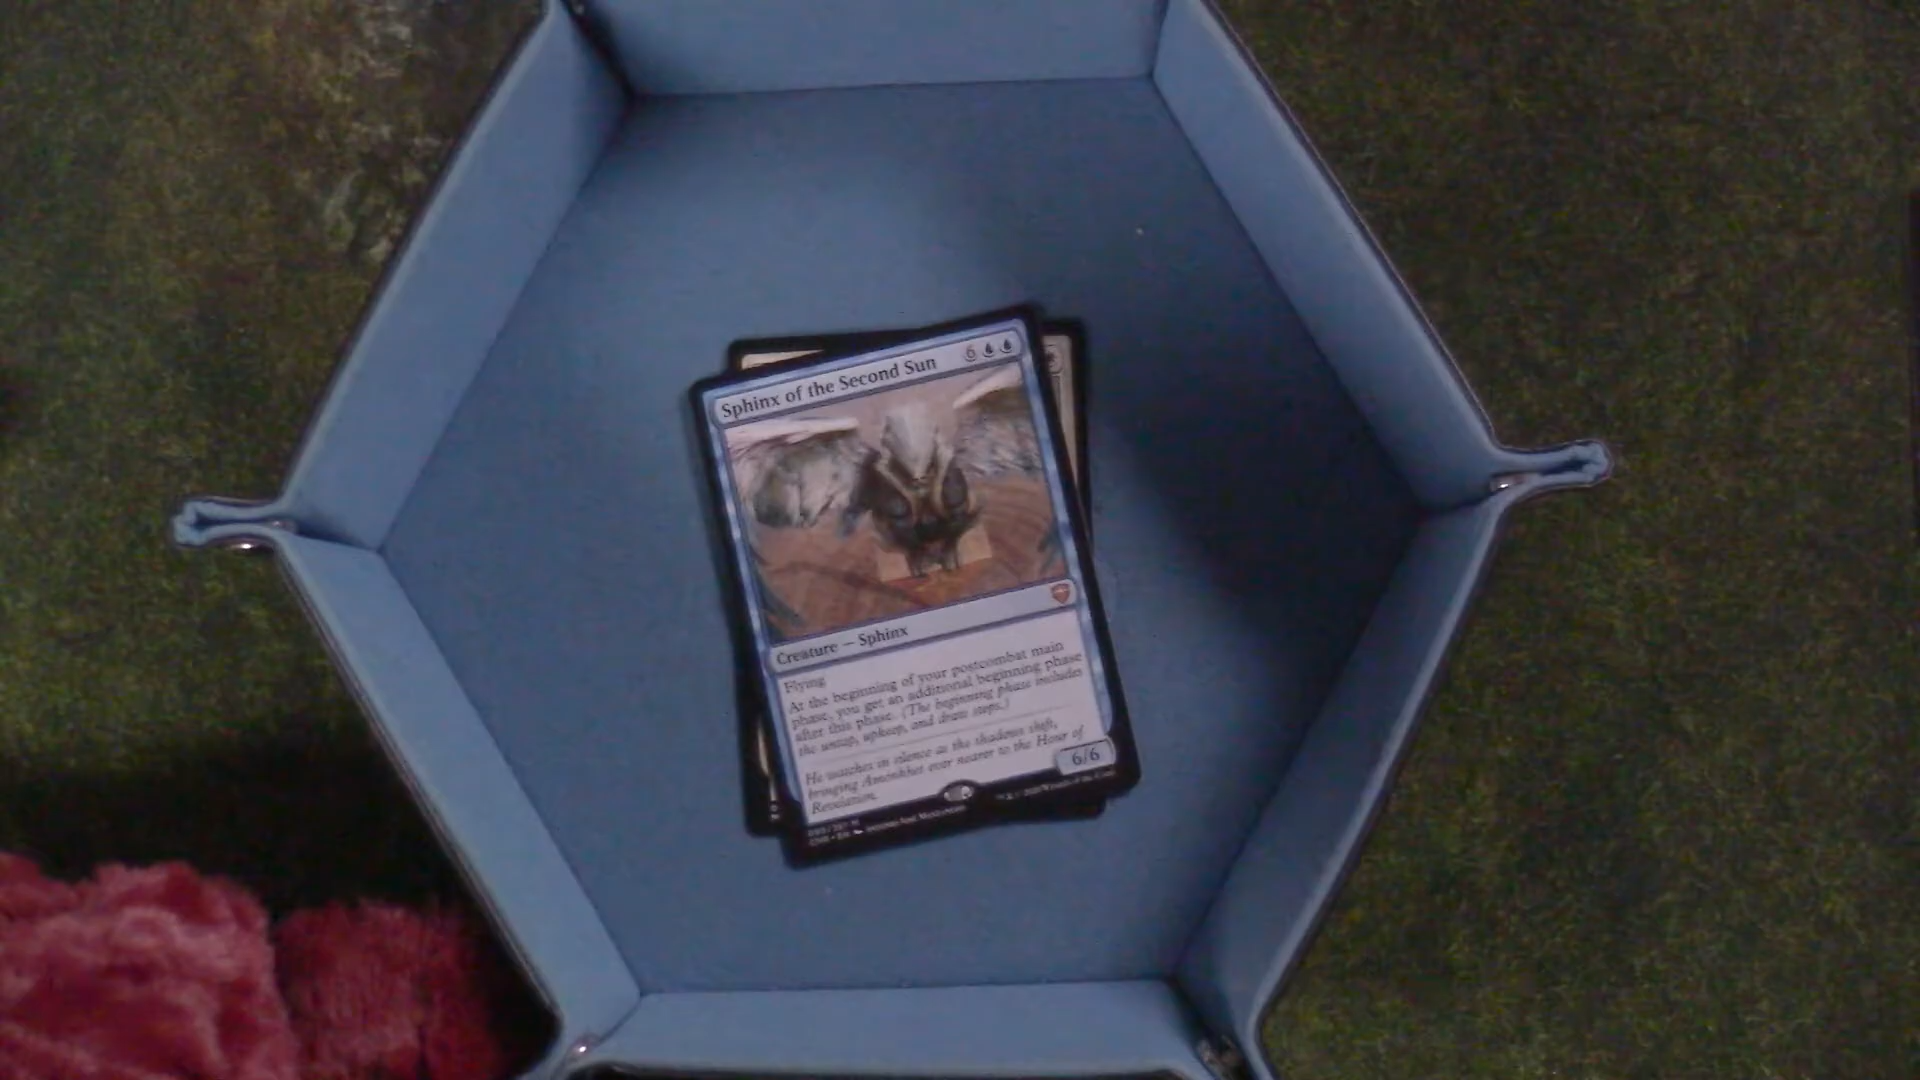 Sphinx of the Second Sun 6
Creature — Sphinx
Flying
At the beginning of your postcombat main
phase, you get an additional beginning phase
after this phase. (The beginning phase includes
the untap, upkeep, and draw steps.)
He watches in silence as the shadows shift,
bringing Amonkhet ever nearer to the Hour of
Revelation.
6/6